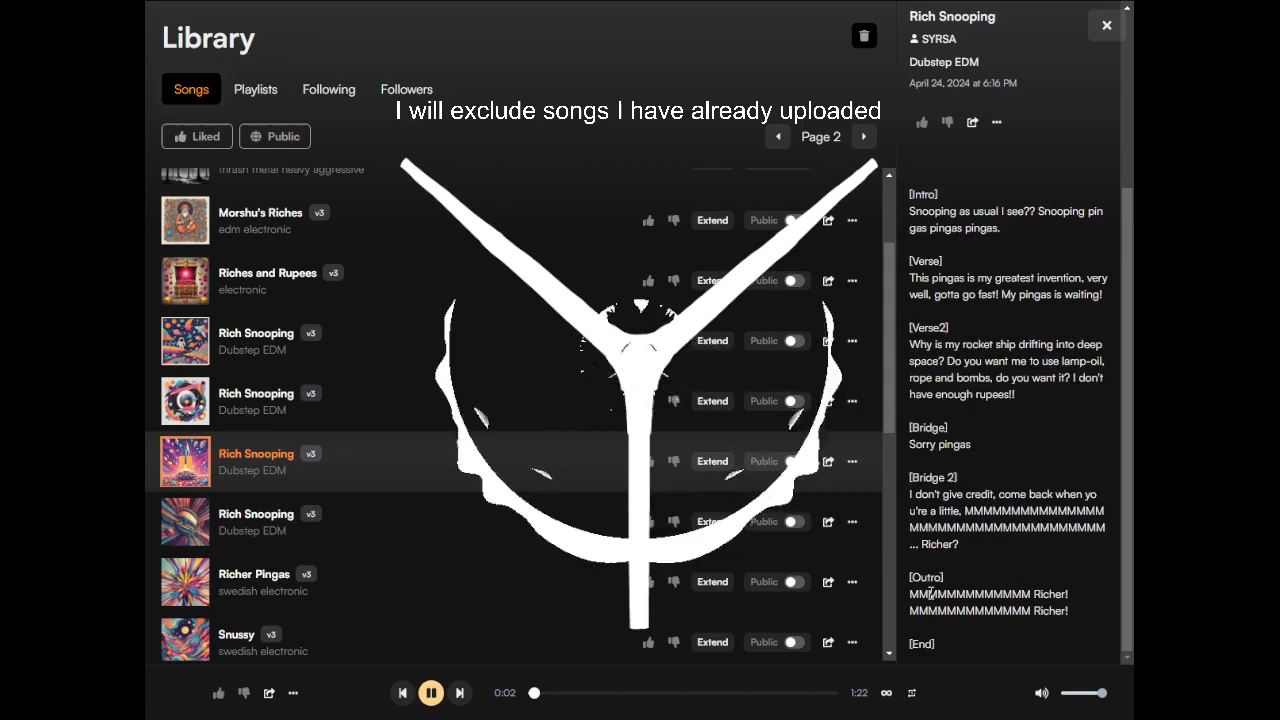 Library
Songs
Playlists
Following
Followers
I will exclude songs I have already uploaded
Liked
Public
Page 2
thrash metal heavy aggressive
Morshu's Riches v3
edm electronic
Extend
Public
Riches and Rupees v3
electronic
Rich Snooping v3
Dubstep EDM
Extend
Public
Rich Snooping v3
Dubstep EDM
Extend
Public
Rich Snooping v3
Dubstep EDM
Extend
Public
Rich Snooping v3
Dubstep EDM
Public
Richer Pingas v3
swedish electronic
Extend
Public
Snussy v3
swedish electronic
Extend
Public
0:02
1:22
Rich Snooping
SYRSA
Dubstep EDM
April 24, 2024 at 6:16 PM
[Intro]
Snooping as usual I see?? Snooping pin
gas pingas pingas.
[Verse]
This pingas is my greatest invention, very
well, gotta go fast! My pingas is waiting!
[Verse2]
Why is my rocket ship drifting into deep
space? Do you want me to use lamp-oil,
rope and bombs, do you want it? I don't
have enough rupees!!
[Bridge]
Sorry pingas
[Bridge 2]
I don't give credit, come back when yo
u're a little, MMMMMMMMMMMMMMM
MMMMMMMMMMMMMMMMMMMMM
... Richer?
[Outro]
MMMMMMMMMMMMM Richer!
MMMMMMMMMMMMM Richer!
[End]